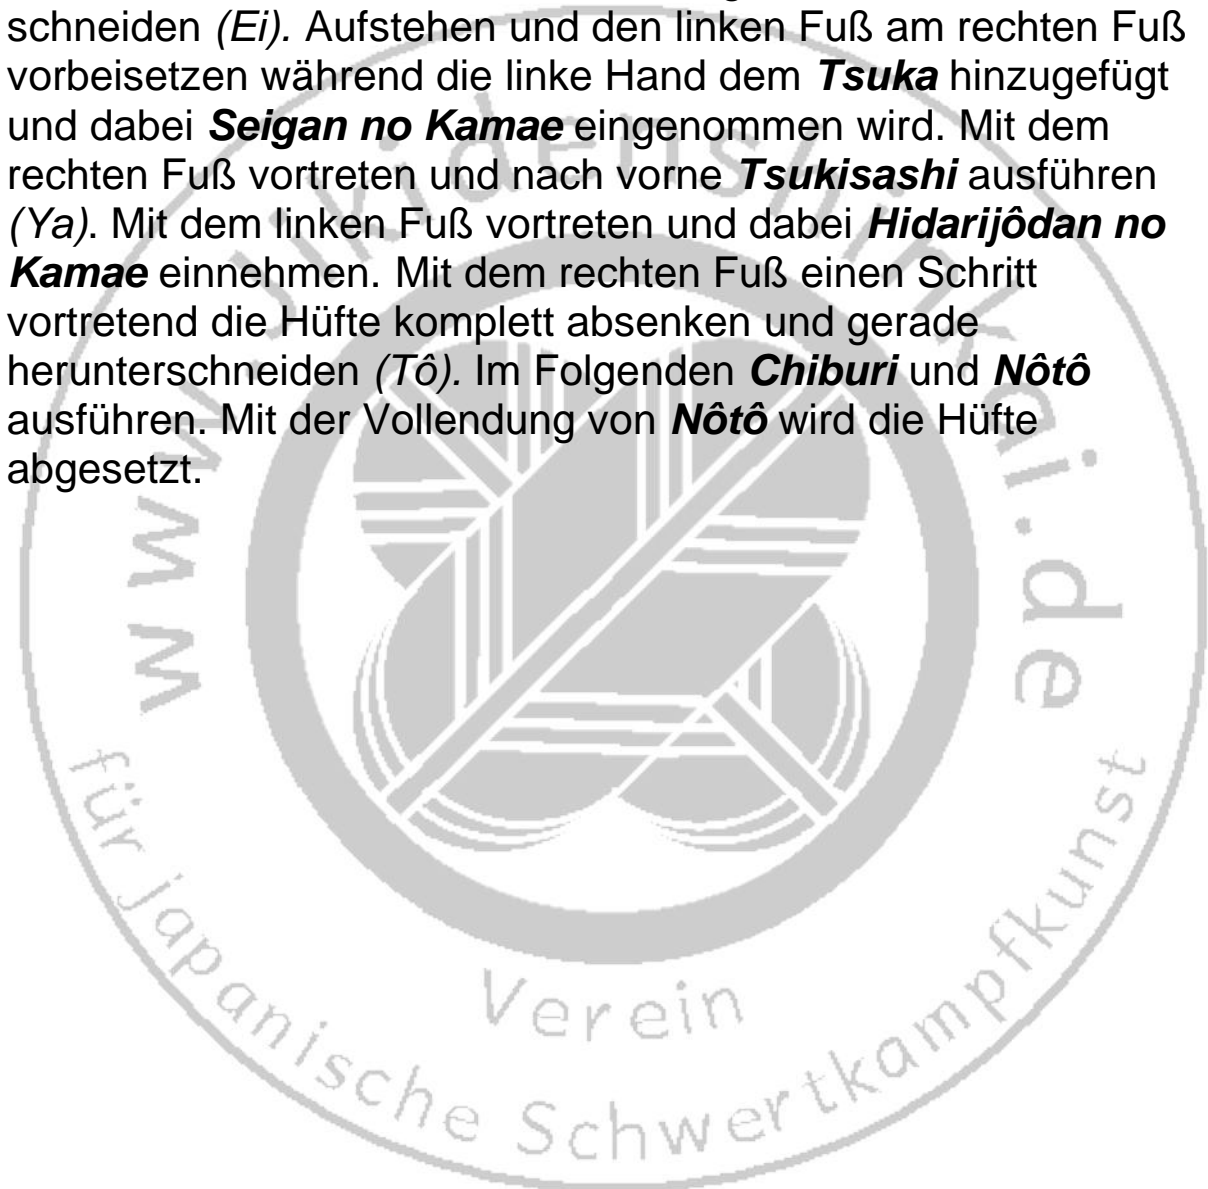 schneiden (Ei). Aufstehen und den linken Fuß am rechten Fuß
vorbeisetzen während die linke Hand dem Tsuka hinzugefügt
und dabei Seigan no Kamae eingenommen wird. Mit dem
rechten Fuß vortreten und nach vorne Tsukisashi ausführen
(Ya). Mit dem linken Fuß vortreten und dabei Hidarijôdan no
Kamae einnehmen. Mit dem rechten Fuß einen Schritt
vortretend die Hüfte komplett absenken und gerade
herunterschneiden (Tô). Im Folgenden Chiburi und Nôtô
ausführen. Mit der Vollendung von Nôtô wird die Hüfte
abgesetzt.
www.Jikidenshinkai.de
Verein
für japanische Schwertkampfkunst